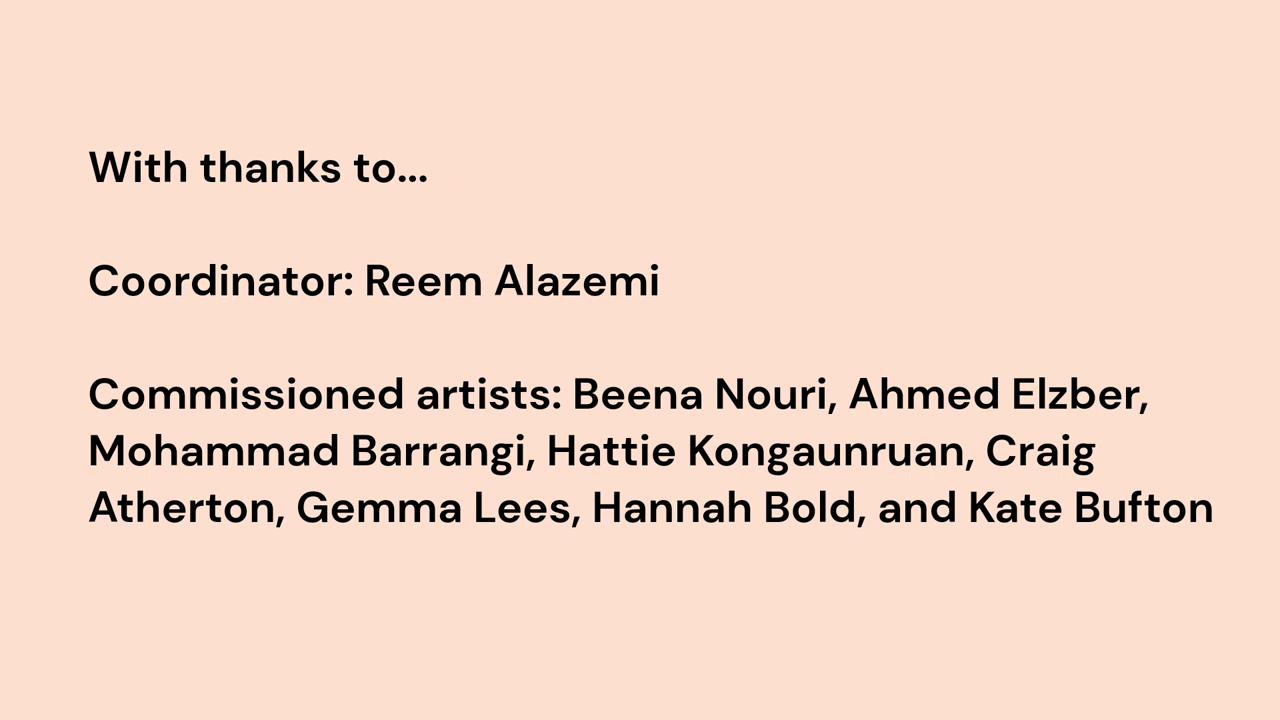 With thanks to...
Coordinator: Reem Alazemi
Commissioned artists: Beena Nouri, Ahmed Elzber,
Mohammad Barrangi, Hattie Kongaunruan, Craig
Atherton, Gemma Lees, Hannah Bold, and Kate Bufton